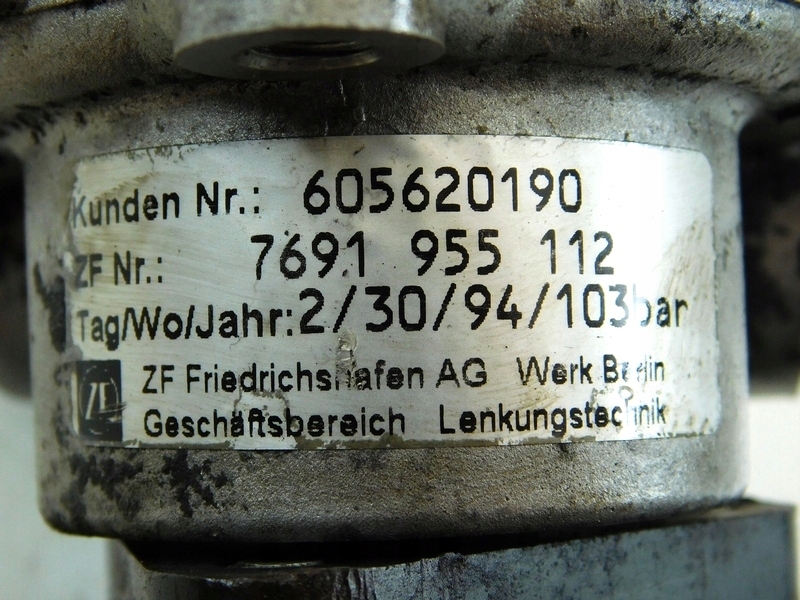 Kunden Nr.: 605620190
ZF Nr.: 7691 955 112
Tag/Wo/Jahr: 2/30/94/103bar
ZF Friedrichshafen AG Werk Berlin
Geschäftsbereich Lenkungstechnik
ZF